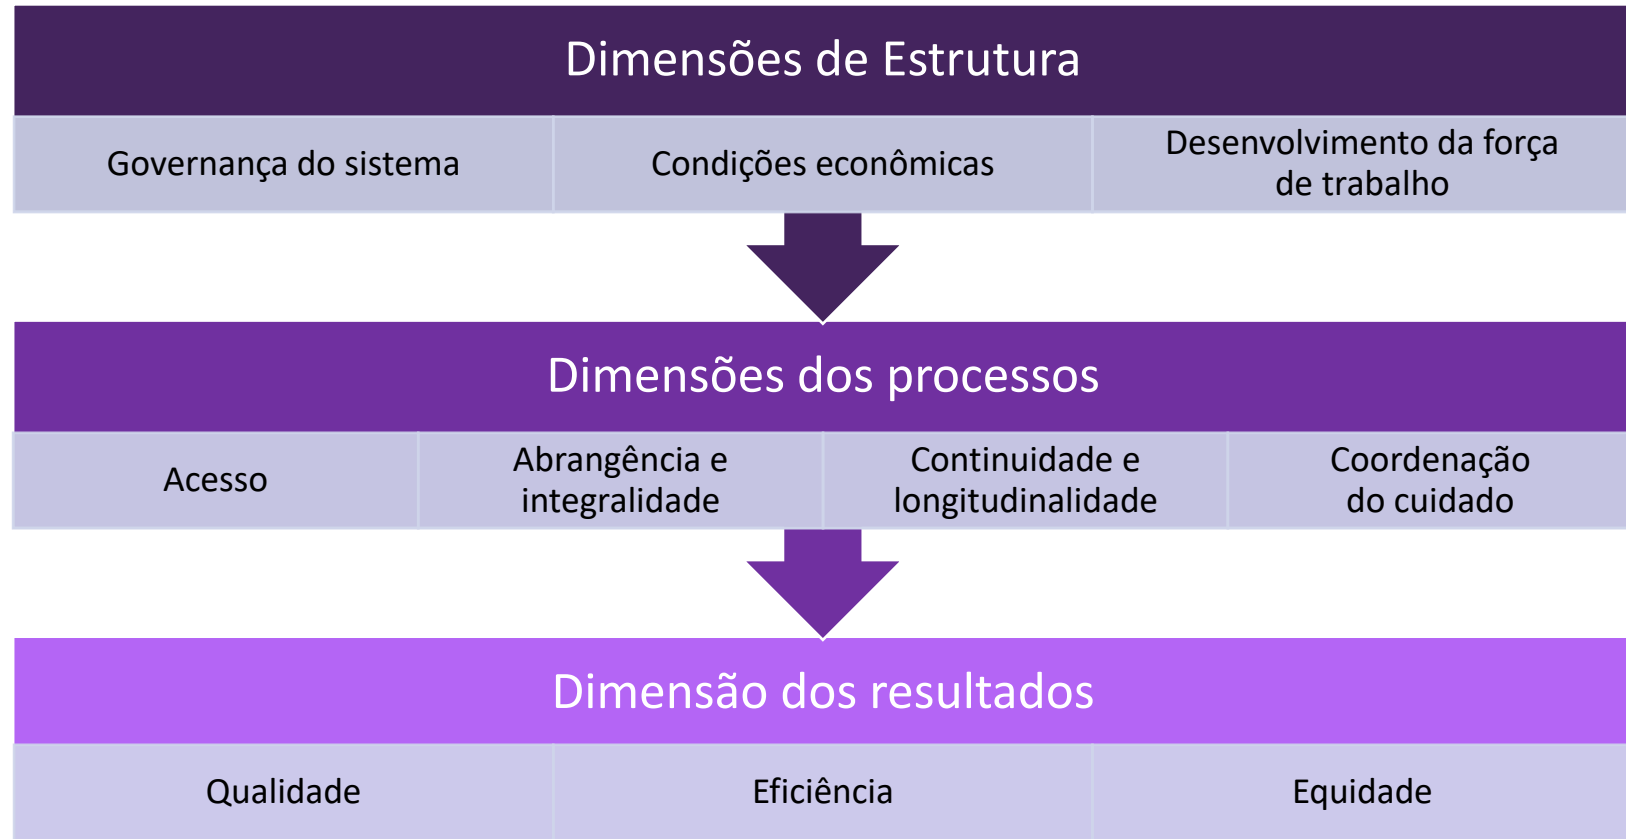 Dimensões de Estrutura
Governança do sistema
Condições econômicas
Desenvolvimento da força
de trabalho
Dimensões dos processos
Acesso
Abrangência e
integralidade
Continuidade e
longitudinalidade
Coordenação
do cuidado
Dimensão dos resultados
Qualidade
Eficiência
Equidade